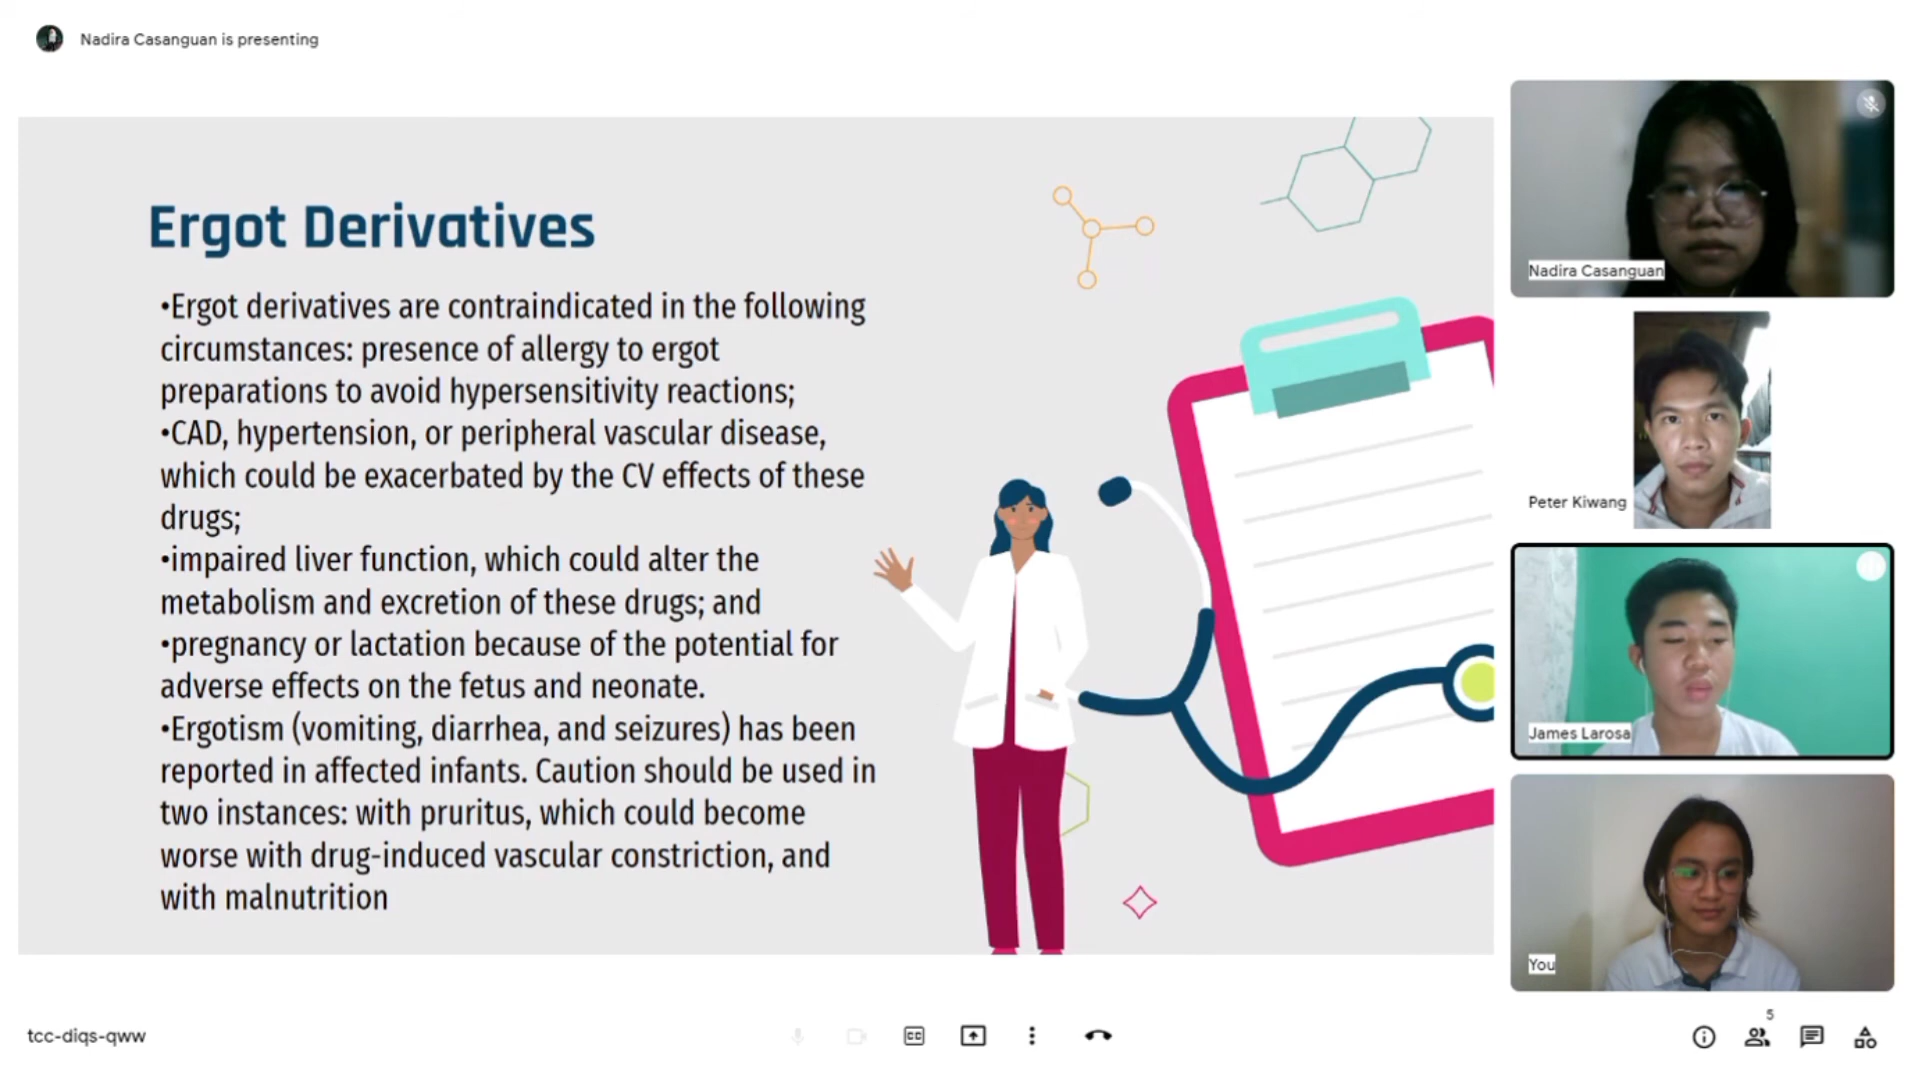 Nadira Casanguan is presenting
Ergot Derivatives
•Ergot derivatives are contraindicated in the following
circumstances: presence of allergy to ergot
preparations to avoid hypersensitivity reactions;
•CAD, hypertension, or peripheral vascular disease,
which could be exacerbated by the CV effects of these
drugs;
•impaired liver function, which could alter the
metabolism and excretion of these drugs; and
•pregnancy or lactation because of the potential for
adverse effects on the fetus and neonate.
•Ergotism (vomiting, diarrhea, and seizures) has been
reported in affected infants. Caution should be used in
two instances: with pruritus, which could become
worse with drug-induced vascular constriction, and
with malnutrition
Nadira Casanguan
Peter Kiwang
James Larosa
You
tcc-diqs-qww
CC
5